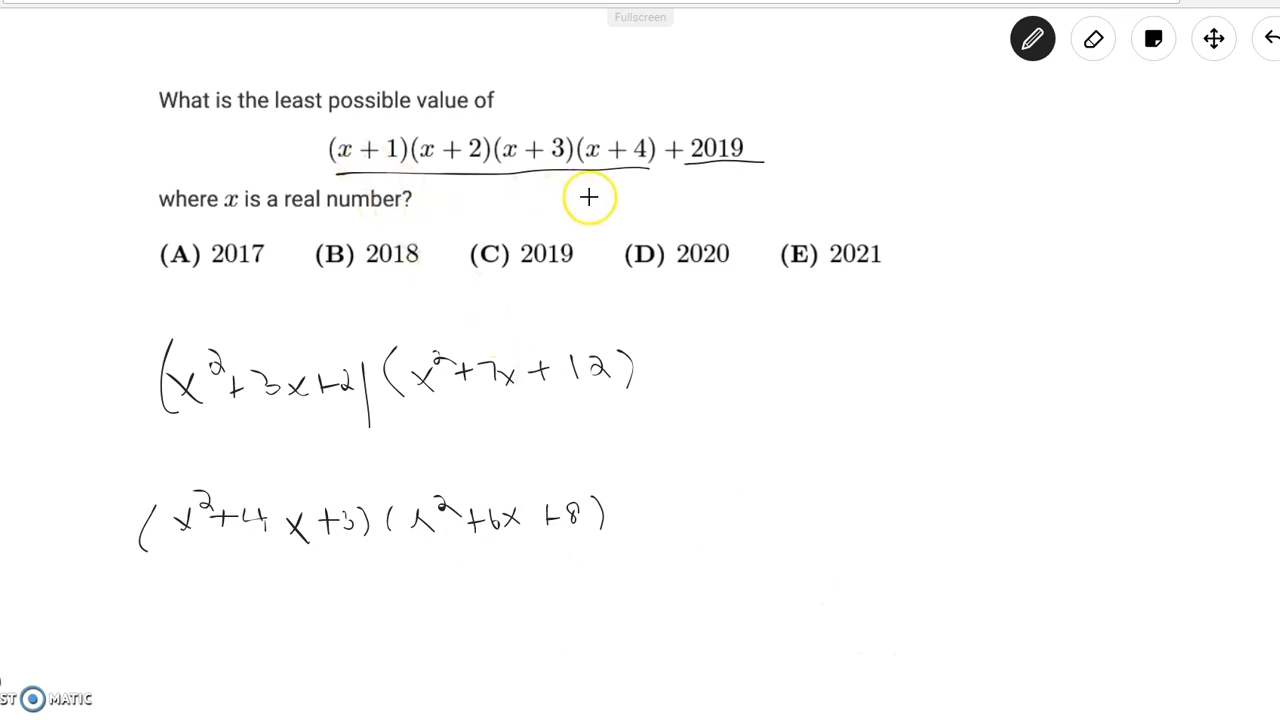 Fullscreen
What is the least possible value of
(x + 1)(x + 2)(x + 3)(x + 4) + 2019
where x is a real number?
(A) 2017 (B) 2018 (C) 2019 (D) 2020 (E) 2021
(x² + 3x + 2)(x² + 7x + 12)
(x² + 4x + 3)(x² + 6x + 8)
ST MATIC